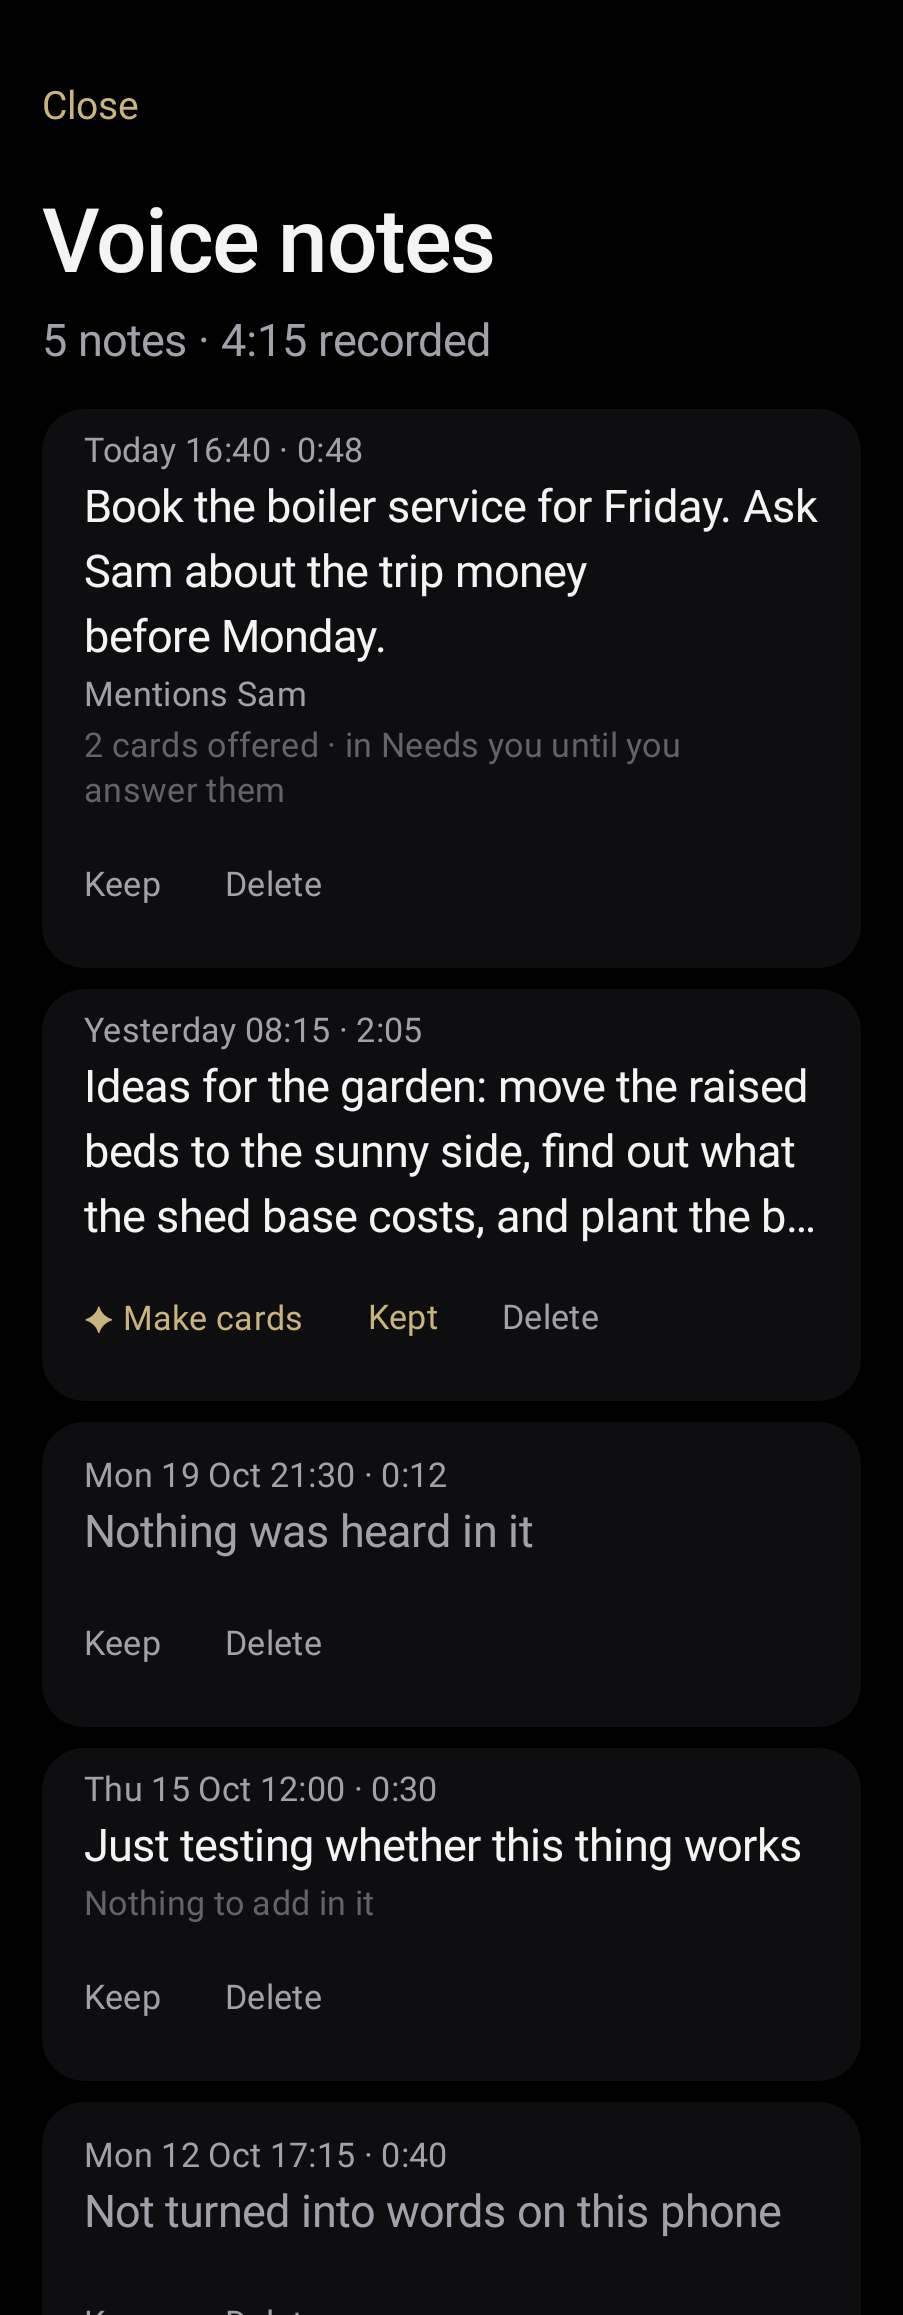 Close
Voice notes
5 notes · 4:15 recorded
Today 16:40 · 0:48
Book the boiler service for Friday. Ask
Sam about the trip money
before Monday.
Mentions Sam
2 cards offered · in Needs you until you
answer them
Keep Delete
Yesterday 08:15 · 2:05
Ideas for the garden: move the raised
beds to the sunny side, find out what
the shed base costs, and plant the b…
Make cards Kept Delete
Mon 19 Oct 21:30 · 0:12
Nothing was heard in it
Keep Delete
Thu 15 Oct 12:00 · 0:30
Just testing whether this thing works
Nothing to add in it
Keep Delete
Mon 12 Oct 17:15 · 0:40
Not turned into words on this phone